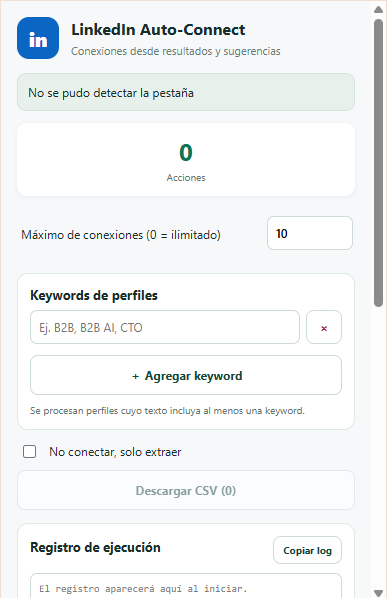 in
LinkedIn Auto-Connect
Conexiones desde resultados y sugerencias
No se pudo detectar la pestaña
0
Acciones
Máximo de conexiones (0 = ilimitado)
10
Keywords de perfiles
Ej. B2B, B2B AI, CTO
×
+ Agregar keyword
Se procesan perfiles cuyo texto incluya al menos una keyword.
No conectar, solo extraer
Descargar CSV (0)
Registro de ejecución
Copiar log
El registro aparecerá aquí al iniciar.